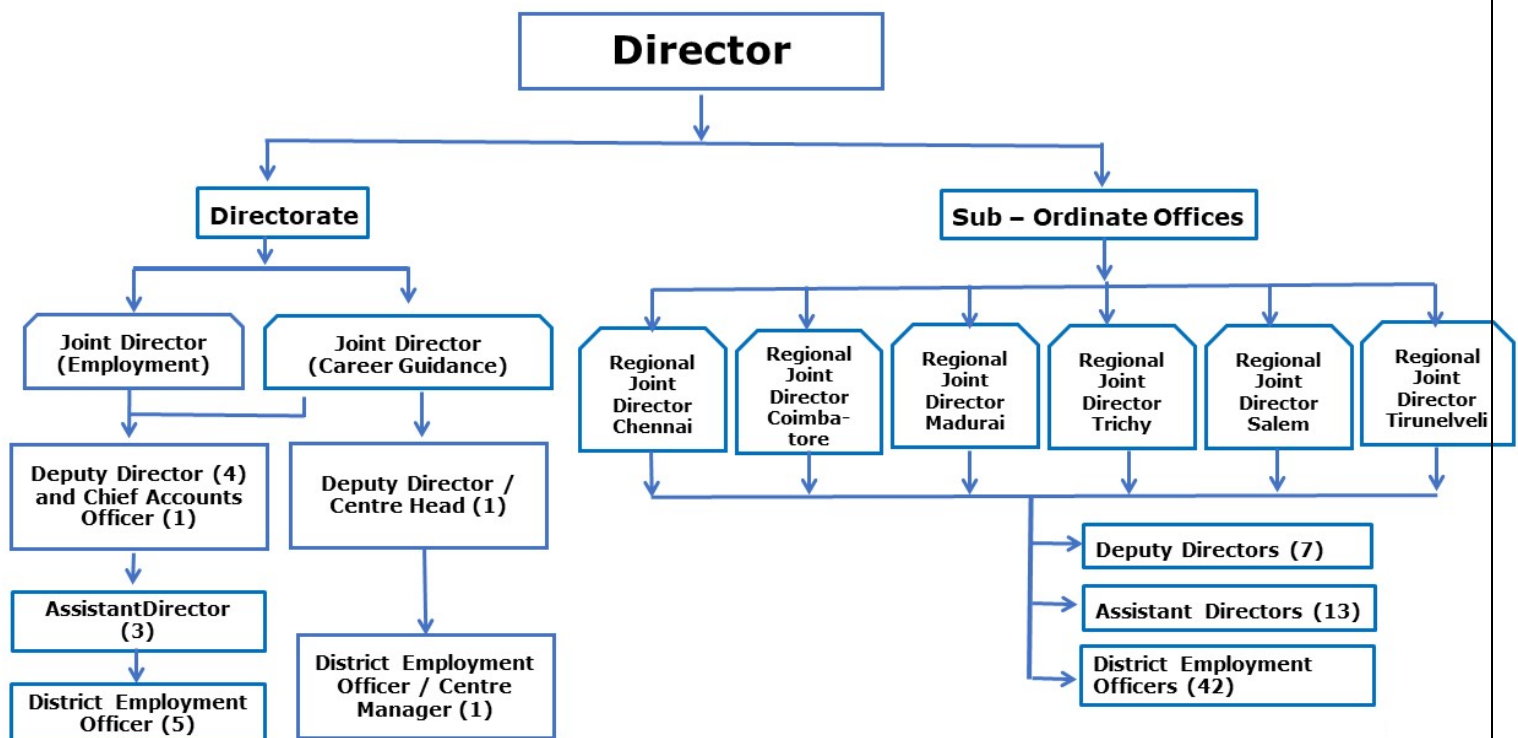 Director
Directorate
Sub – Ordinate Offices
Joint Director
(Employment)
Joint Director
(Career Guidance)
Regional
Joint
Director
Chennai
Regional
Joint
Director
Coimba-
tore
Regional
Joint
Director
Madurai
Regional
Joint
Director
Trichy
Regional
Joint
Director
Salem
Regional
Joint
Director
Tirunelveli
Deputy Director (4)
and Chief Accounts
Officer (1)
Deputy Director /
Centre Head (1)
Deputy Directors (7)
AssistantDirector
(3)
Assistant Directors (13)
District Employment
Officer / Centre
Manager (1)
District Employment
Officers (42)
District Employment
Officer (5)